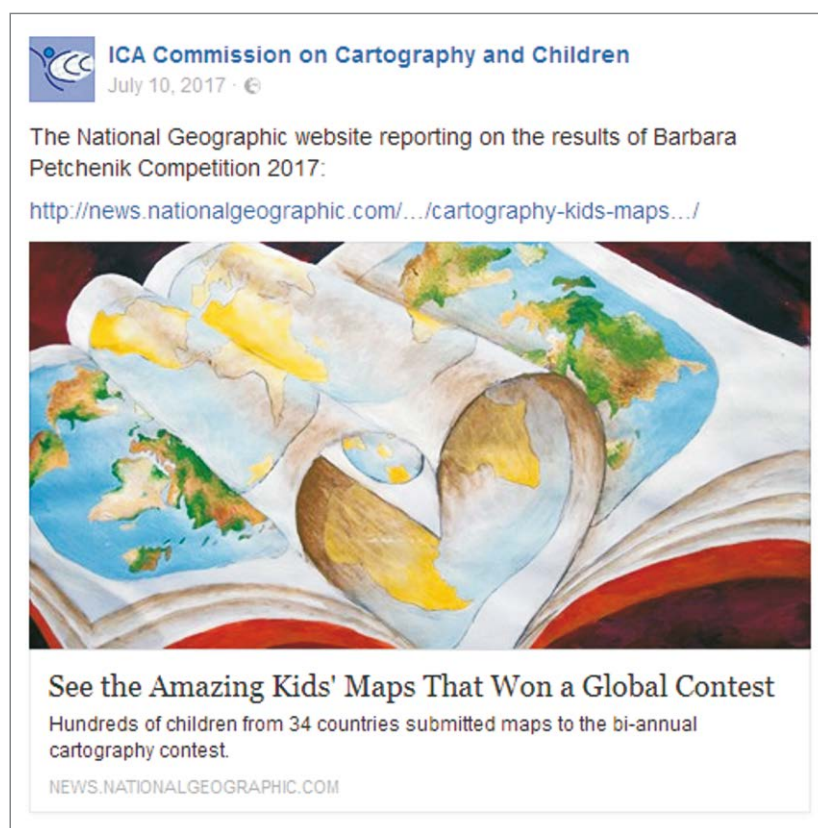 ICA Commission on Cartography and Children
July 10, 2017 ·
The National Geographic website reporting on the results of Barbara
Petchenik Competition 2017:
http://news.nationalgeographic.com/…/cartography-kids-maps…/
See the Amazing Kids' Maps That Won a Global Contest
Hundreds of children from 34 countries submitted maps to the bi-annual
cartography contest.
NEWS.NATIONALGEOGRAPHIC.COM